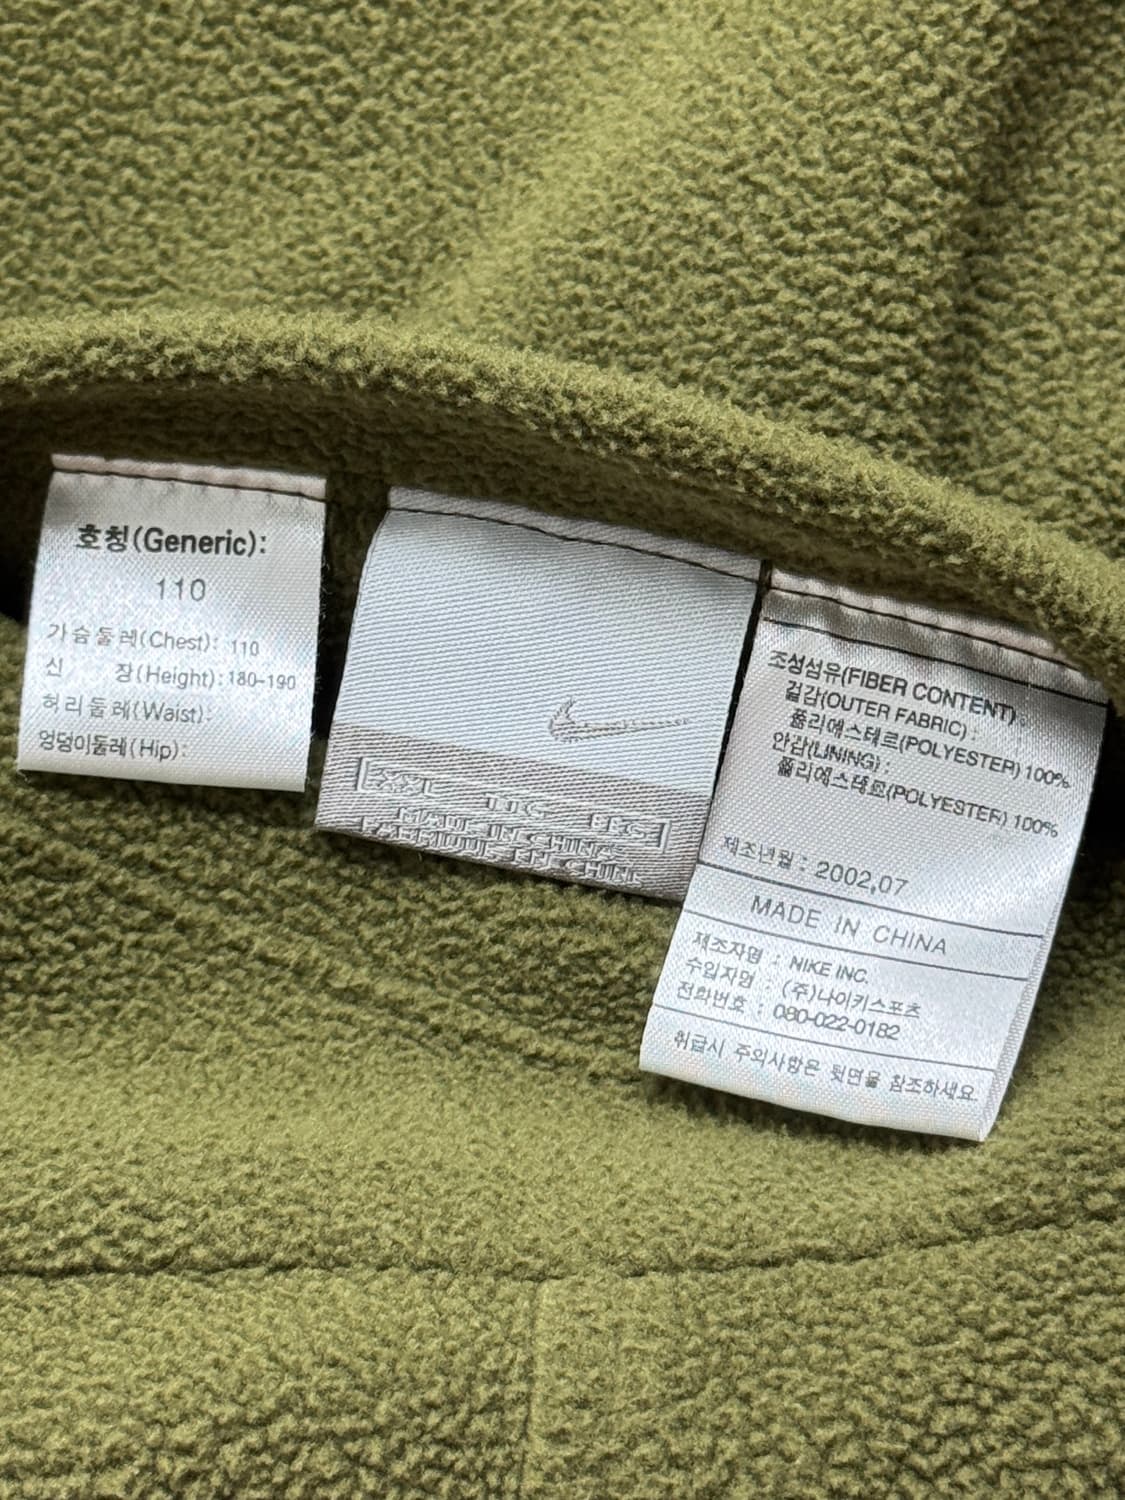 호칭(Generic):
110
가슴둘레(Chest): 110
신 장(Height): 180-190
허리둘레(Waist):
엉덩이둘레(Hip):
MADE IN CHINA
조성섬유(FIBER CONTENT) :
겉감(OUTER FABRIC) :
폴리에스테르(POLYESTER) 100%
안감(LINING) :
폴리에스테르(POLYESTER) 100%
제조년월 : 2002,07
MADE IN CHINA
제조자명 : NIKE INC.
수입자명 : (주)나이키스포츠
전화번호 : 080-022-0182
취급시 주의사항은 뒷면을 참조하세요.